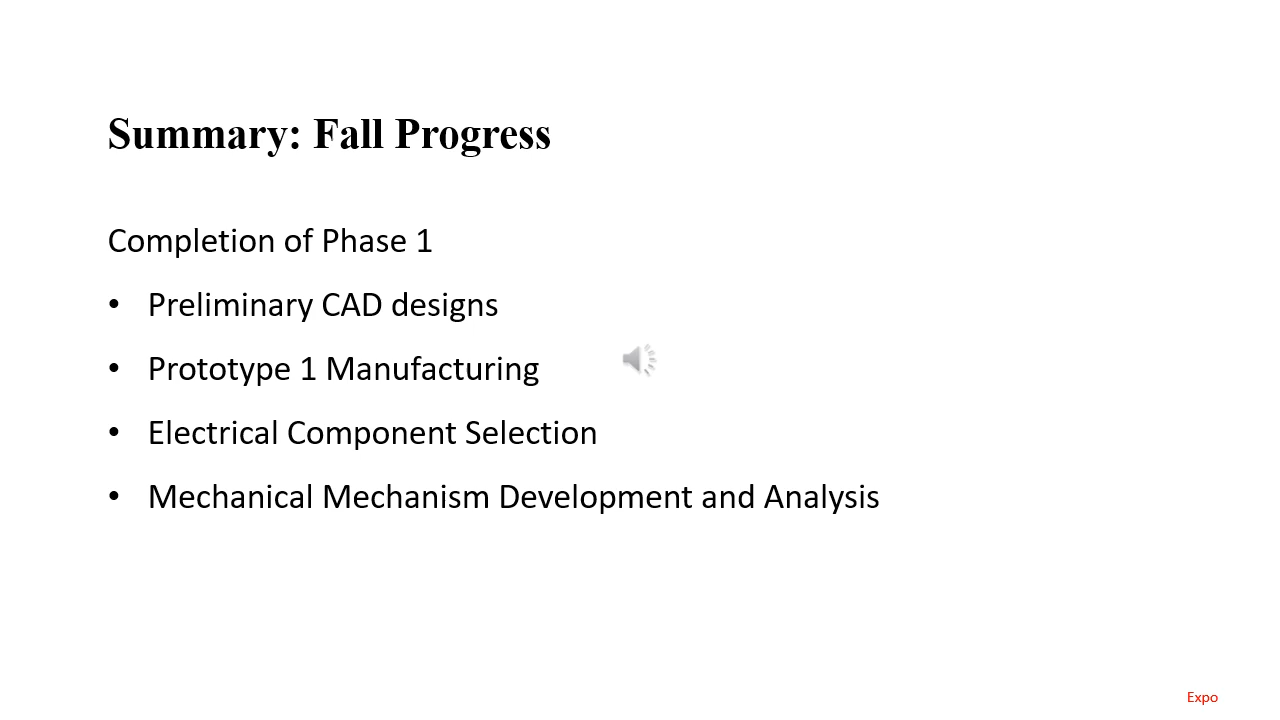 Summary: Fall Progress
Completion of Phase 1
• Preliminary CAD designs
• Prototype 1 Manufacturing
• Electrical Component Selection
• Mechanical Mechanism Development and Analysis
Expo